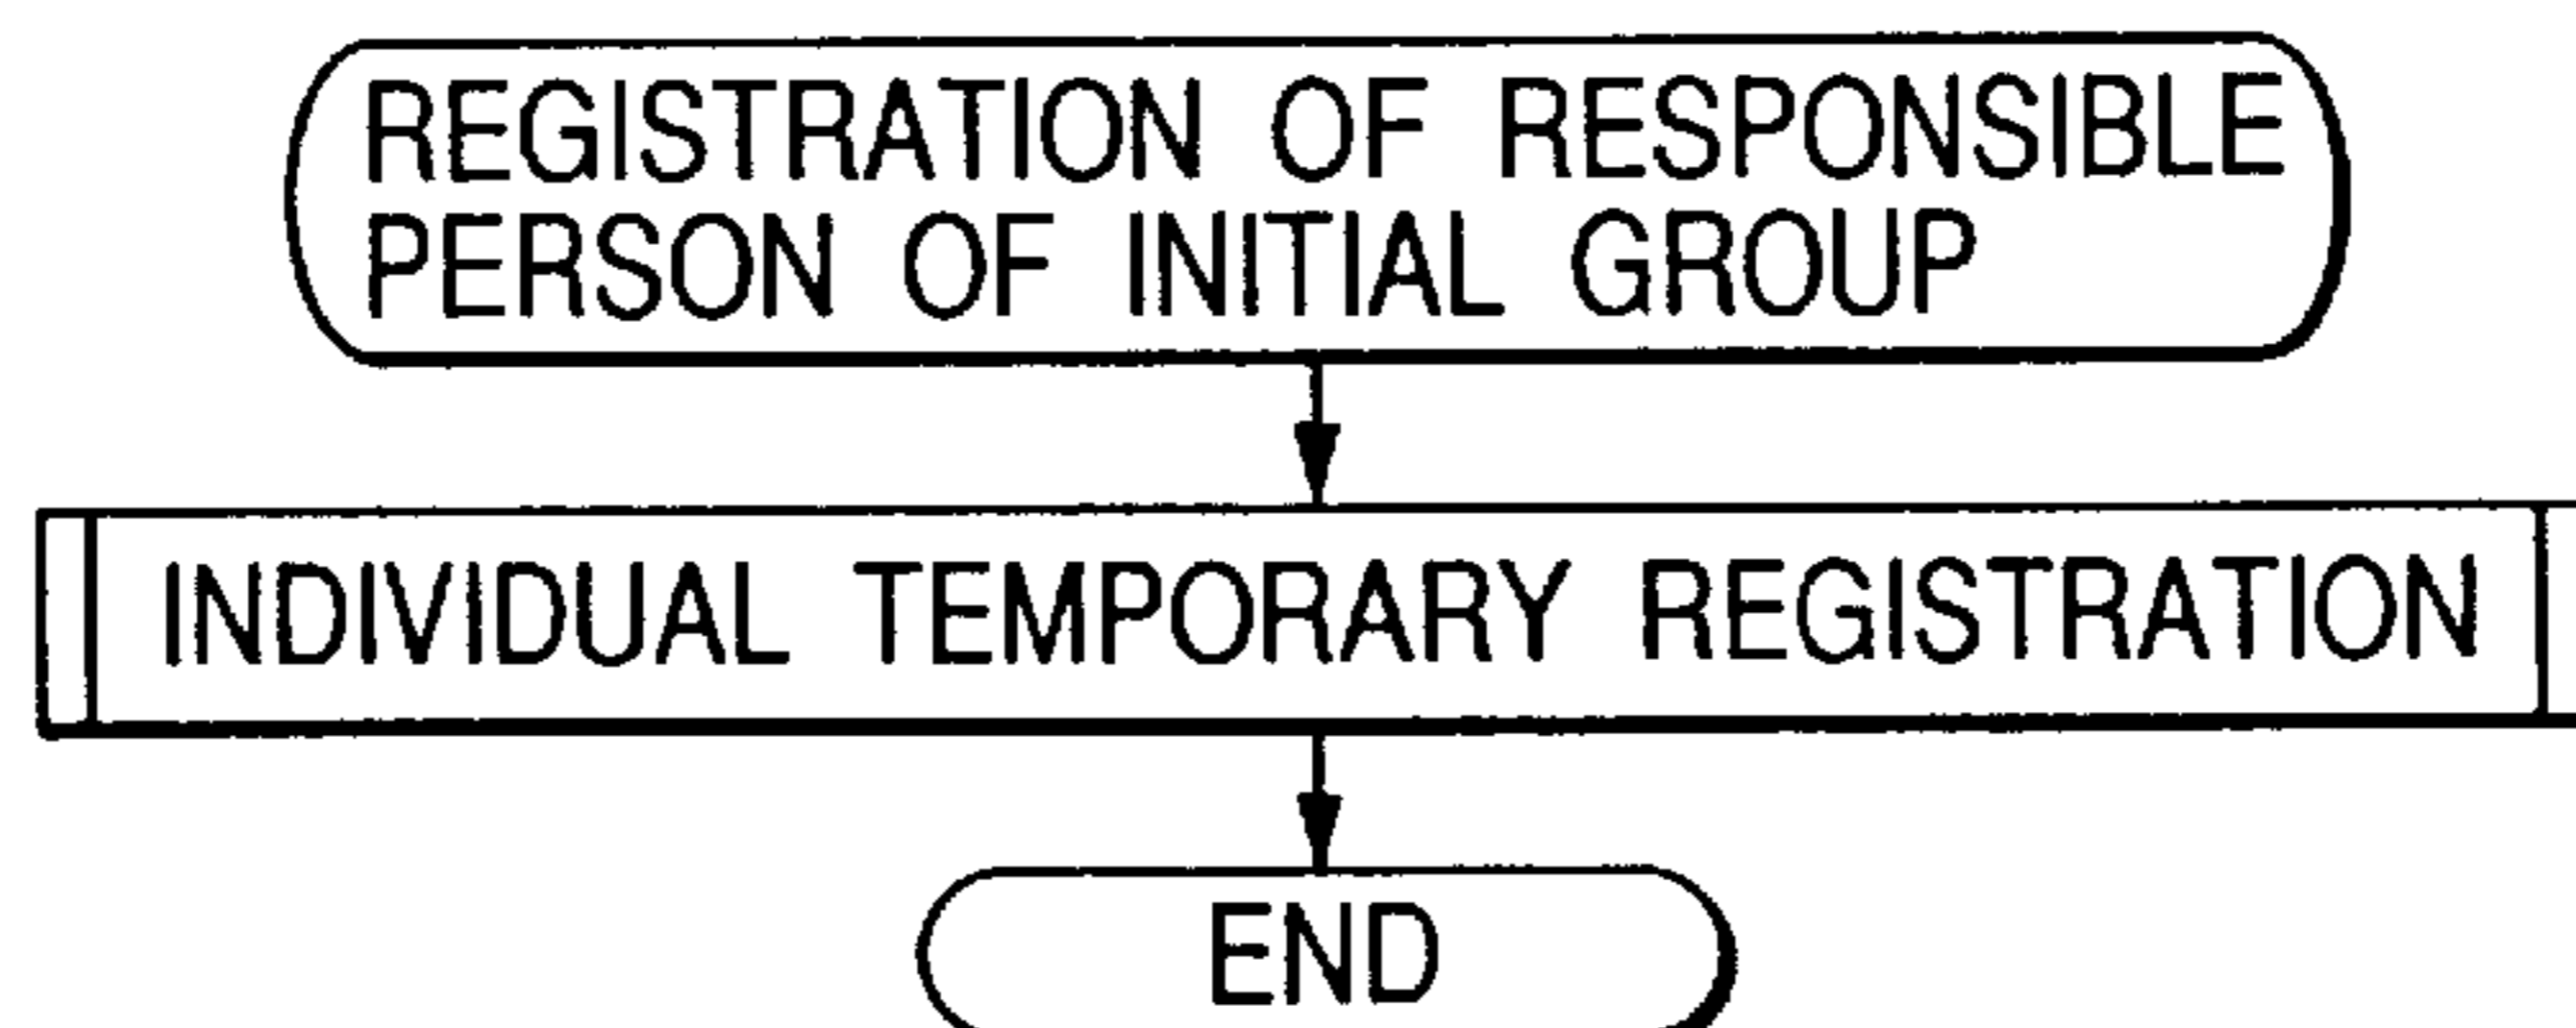 REGISTRATION OF RESPONSIBLE
PERSON OF INITIAL GROUP
INDIVIDUAL TEMPORARY REGISTRATION
END